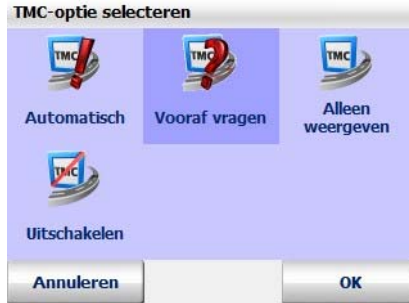 TMC-optie selecteren
TMC
TMC
TMC
Automatisch
Vooraf vragen
Alleen
weergeven
TMC
Uitschakelen
Annuleren
OK